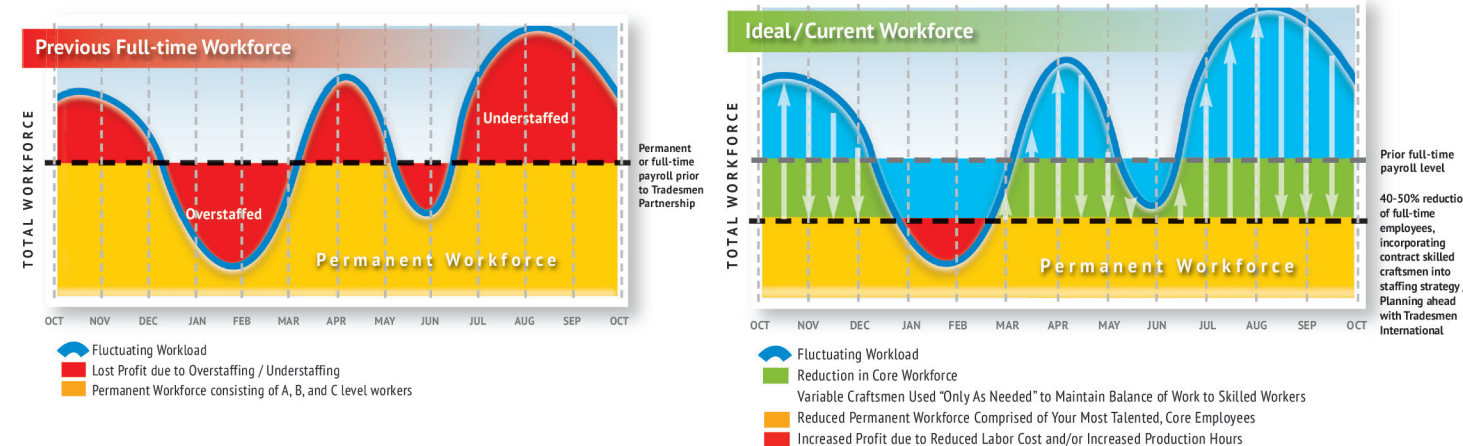 Previous Full-time Workforce
TOTAL WORKFORCE
Understaffed
Overstaffed
Permanent Workforce
Permanent
or full-time
payroll prior
to Tradesmen
Partnership
OCT NOV DEC JAN FEB MAR APR MAY JUN JUL AUG SEP OCT
Fluctuating Workload
Lost Profit due to Overstaffing / Understaffing
Permanent Workforce consisting of A, B, and C level workers
Ideal / Current Workforce
TOTAL WORKFORCE
Permanent Workforce
Prior full-time
payroll level
40-50% reductio
of full-time
employees,
incorporating
contract skilled
craftsmen into
staffing strategy.
Planning ahead
with Tradesmen
International
OCT NOV DEC JAN FEB MAR APR MAY JUN JUL AUG SEP OCT
Fluctuating Workload
Reduction in Core Workforce
Variable Craftsmen Used “Only As Needed” to Maintain Balance of Work to Skilled Workers
Reduced Permanent Workforce Comprised of Your Most Talented, Core Employees
Increased Profit due to Reduced Labor Cost and/or Increased Production Hours